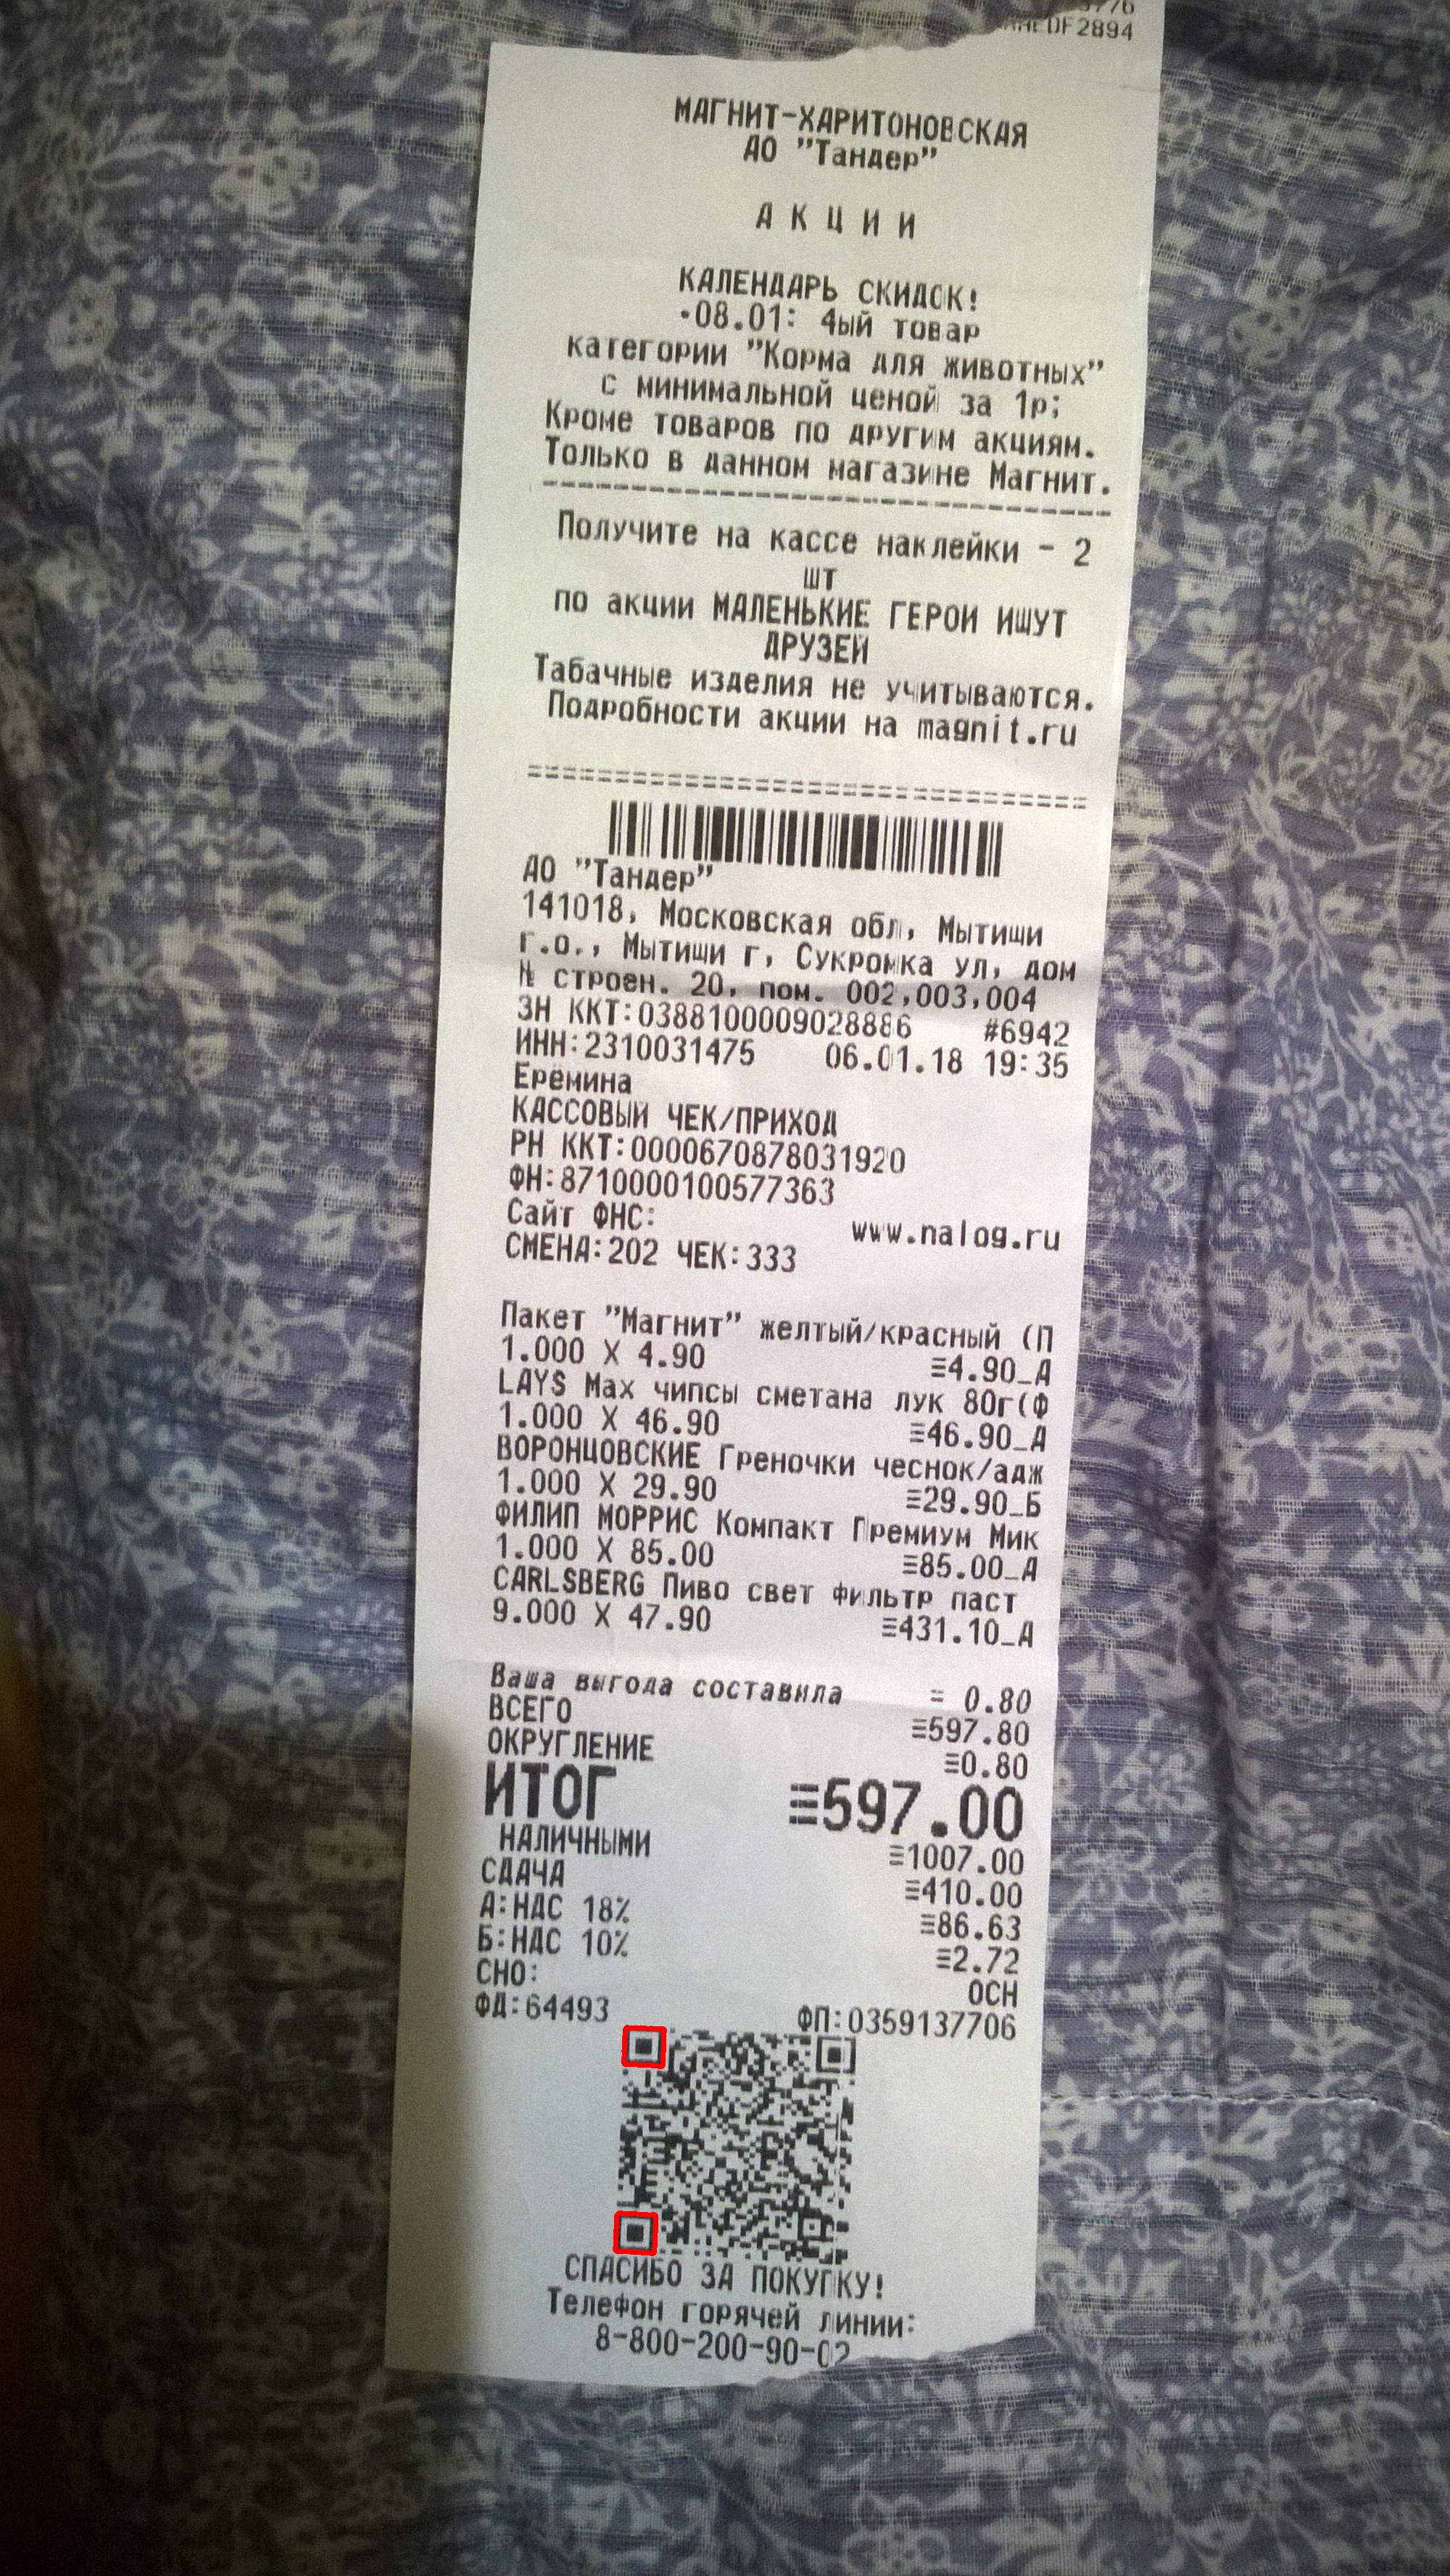 2894
МАГНИТ-ХАРИТОНОВСКАЯ
АО "Тандер"
АКЦИИ
КАЛЕНДАРЬ СКИДОК!
·08.01: 4ый товар
категории "Корма для животных"
с минимальной ценой за 1р;
Кроме товаров по другим акциям.
Только в данном магазине Магнит.
Получите на кассе наклейки - 2
шт
по акции МАЛЕНЬКИЕ ГЕРОИ ИЩУТ
ДРУЗЕЙ
Табачные изделия не учитываются.
Подробности акции на magnit.ru
АО "Тандер"
141018, Московская обл, Мытищи
г.о., Мытищи г, Сукромка ул, дом
№ строен. 20, пом. 002,003,004
ЗН ККТ:0388100009028886 #6942
ИНН:2310031475 06.01.18 19:35
Еремина
КАССОВЫЙ ЧЕК/ПРИХОД
РН ККТ:0000670878031920
ФН:8710000100577363
Сайт ФНС: www.nalog.ru
СМЕНА:202 ЧЕК:333
Пакет "Магнит" желтый/красный (П
1.000 X 4.90 ≡4.90_А
LAYS Max чипсы сметана лук 80г(Ф
1.000 X 46.90 ≡46.90_А
ВОРОНЦОВСКИЕ Греночки чеснок/адж
1.000 X 29.90 ≡29.90_Б
ФИЛИП МОРРИС Компакт Премиум Мик
1.000 X 85.00 ≡85.00_А
CARLSBERG Пиво свет фильтр паст
9.000 X 47.90 ≡431.10_А
Ваша выгода составила = 0.80
ВСЕГО ≡597.80
ОКРУГЛЕНИЕ ≡0.80
ИТОГ ≡597.00
НАЛИЧНЫМИ ≡1007.00
СДАЧА ≡410.00
А:НДС 18% ≡86.63
Б:НДС 10% ≡2.72
СНО: ОСН
ФД:64493 ФП:0359137706
СПАСИБО ЗА ПОКУПКУ!
Телефон горячей линии:
8-800-200-90-02